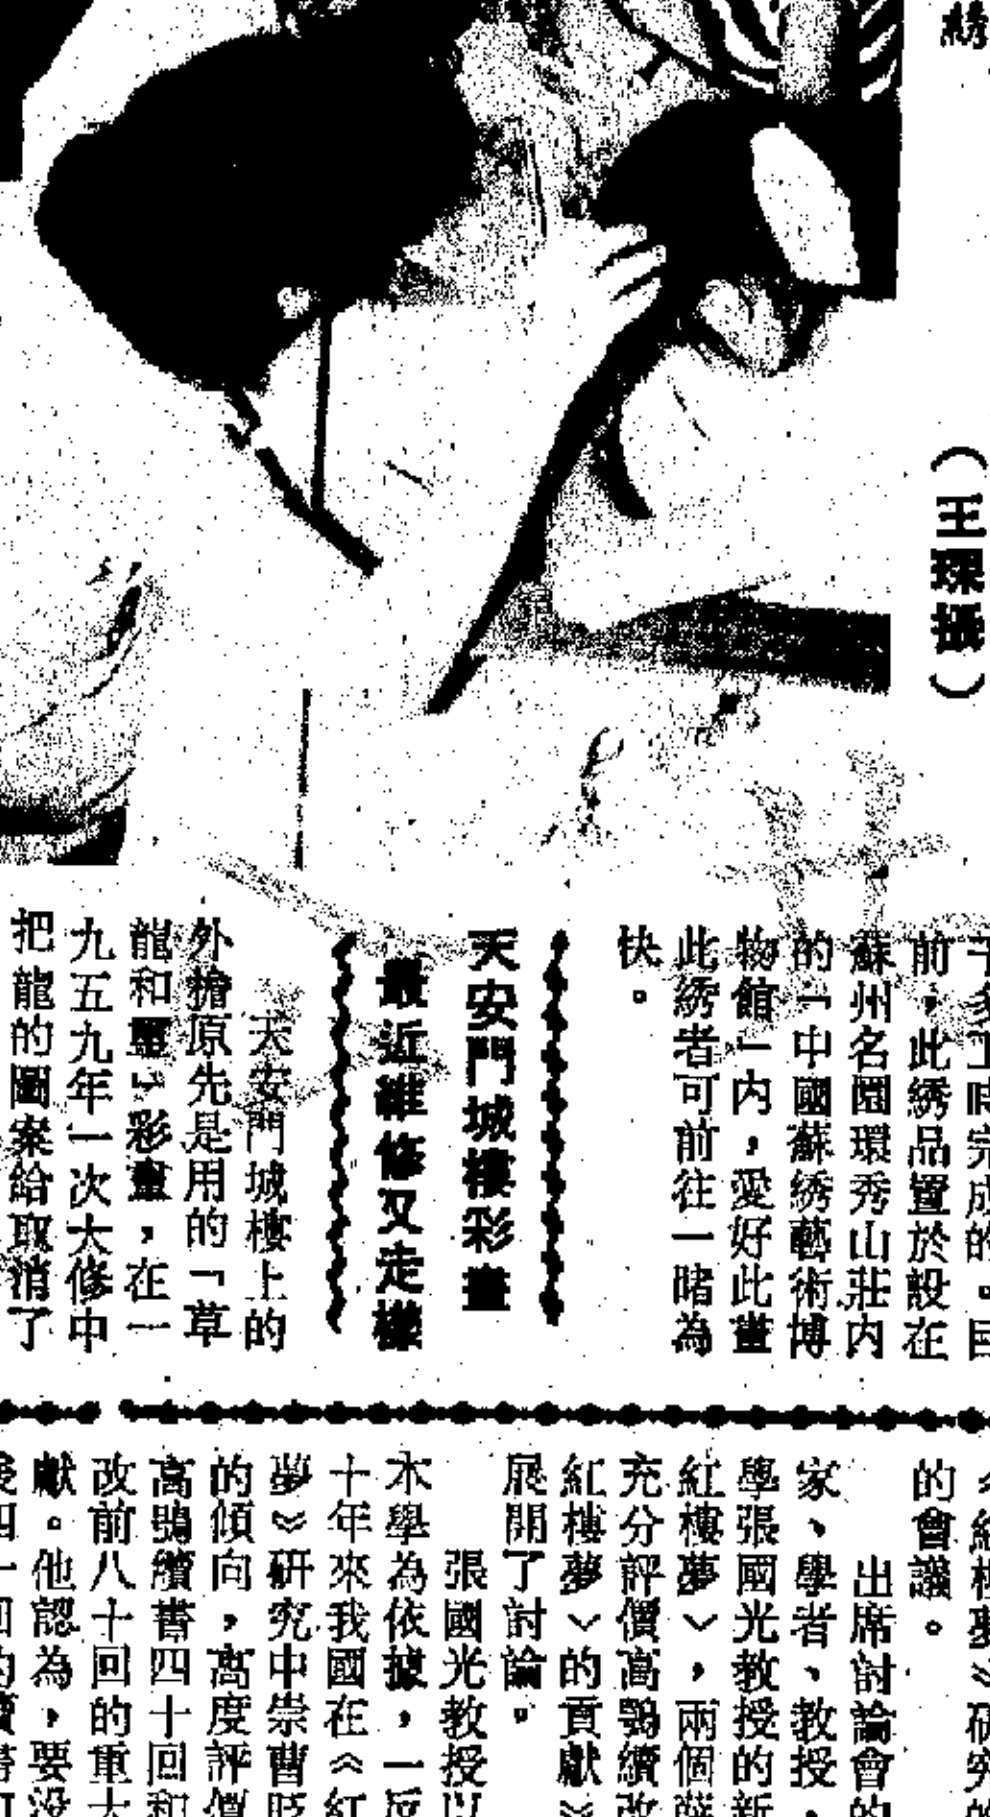 綉
（王琛攝）
前，此綉品置於設在
蘇州名園環秀山莊内
的「中國蘇綉藝術博
物館」内，愛好此畫
此綉者可前往一睹為
快。
天安門城樓彩畫
最近維修又走樣
天安門城樓上的
外擔原先是用的「草
龍和璽」彩畫，在一
九五九年一次大修中
把龍的圖案給取消了
的會議。
出席討論會的
家、學者、教授，
學張國光教授的新
紅樓夢〉，兩個
充分評價高鶚續改
紅樓夢〉的貢獻》
展開了討論。
張國光教授以
木學為依據，一反
十年來我國在《紅
夢》研究中崇曹貶
的傾向，高度評價
高鶚續書四十回和
改前八十回的重大
獻。他認為，要没